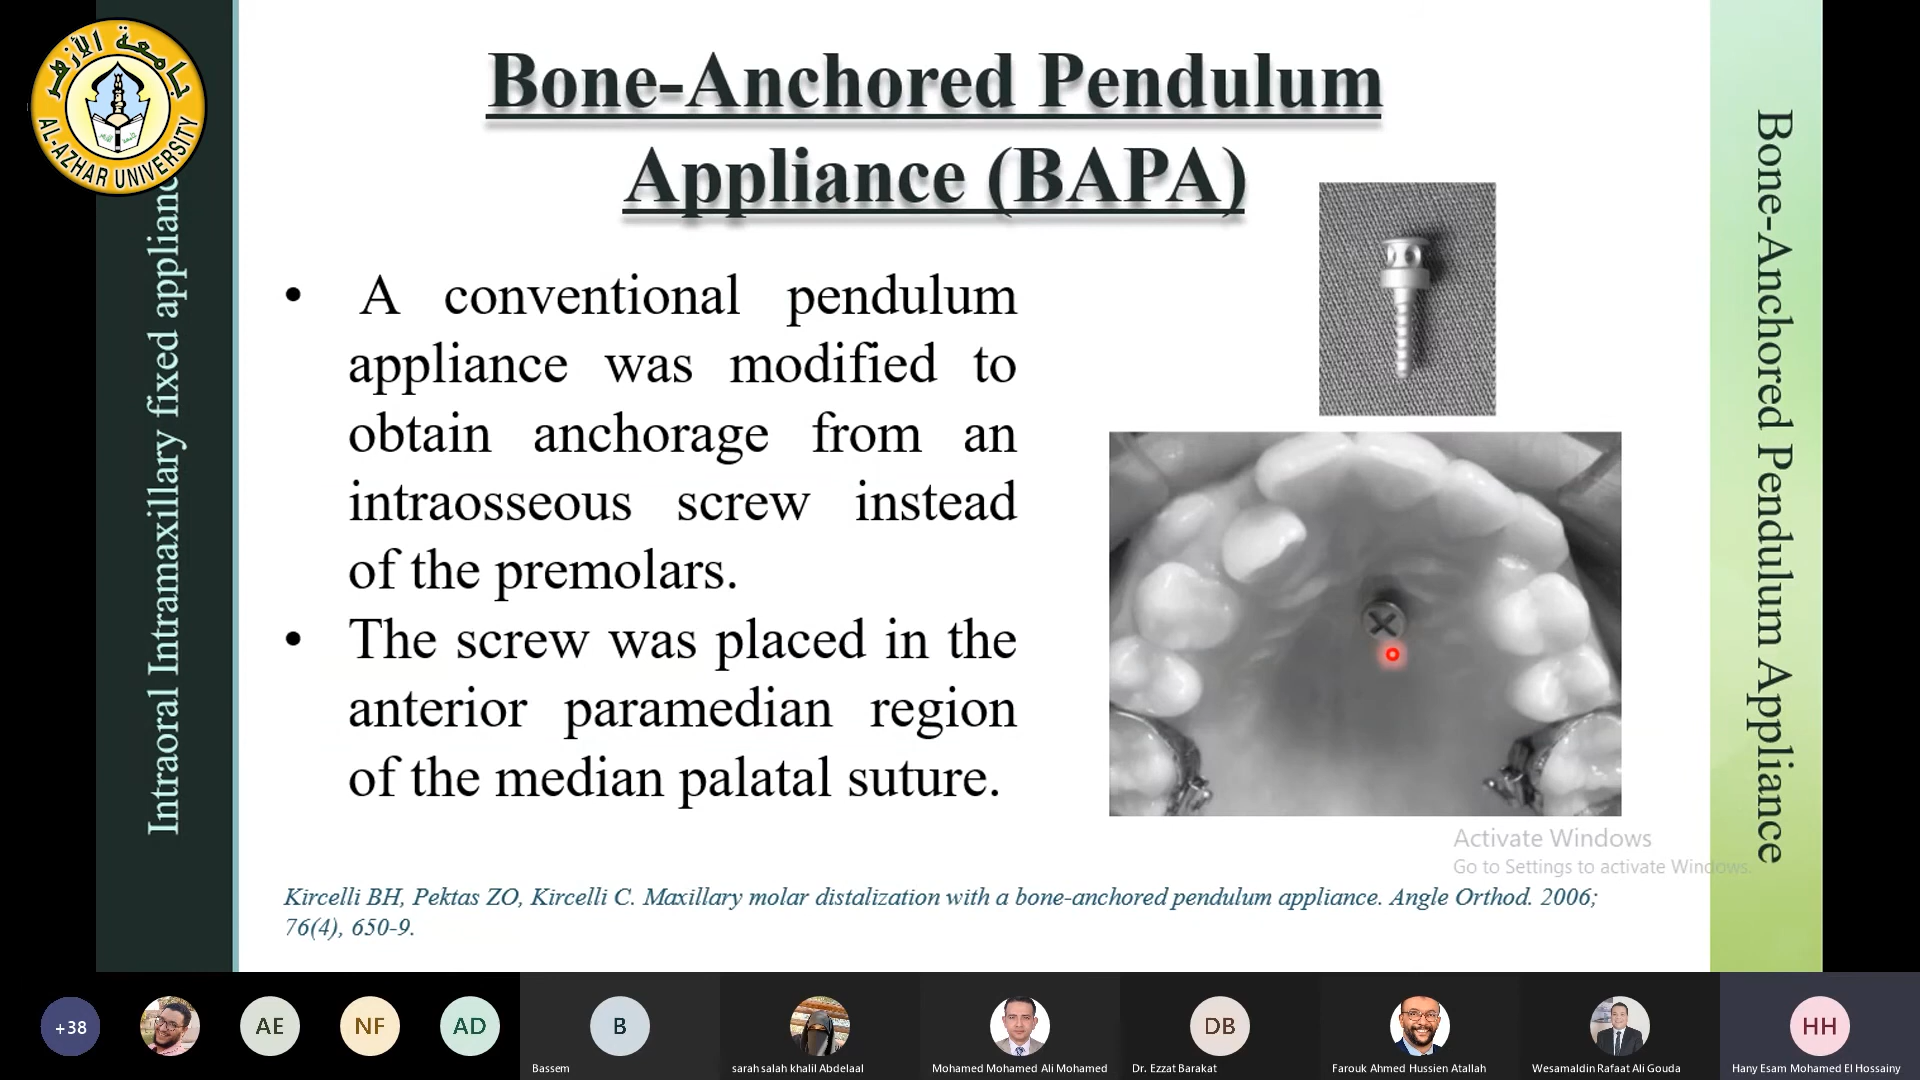 جامعة الأزهر
AL-AZHAR UNIVERSITY
Intraoral Intramaxillary fixed applianc
Bone-Anchored Pendulum
Appliance (BAPA)
• A conventional pendulum
appliance was modified to
obtain anchorage from an
intraosseous screw instead
of the premolars.
• The screw was placed in the
anterior paramedian region
of the median palatal suture.
Bone-Anchored Pendulum Appliance
Activate Windows
Go to Settings to activate Windows.
Kircelli BH, Pektas ZO, Kircelli C. Maxillary molar distalization with a bone-anchored pendulum appliance. Angle Orthod. 2006;
76(4), 650-9.
+38
AE
NF
AD
B
Bassem
sarah salah khalil Abdelaal
Mohamed Mohamed Ali Mohamed
DB
Dr. Ezzat Barakat
Farouk Ahmed Hussien Atallah
Wesamaldin Rafaat Ali Gouda
HH
Hany Esam Mohamed El Hossainy